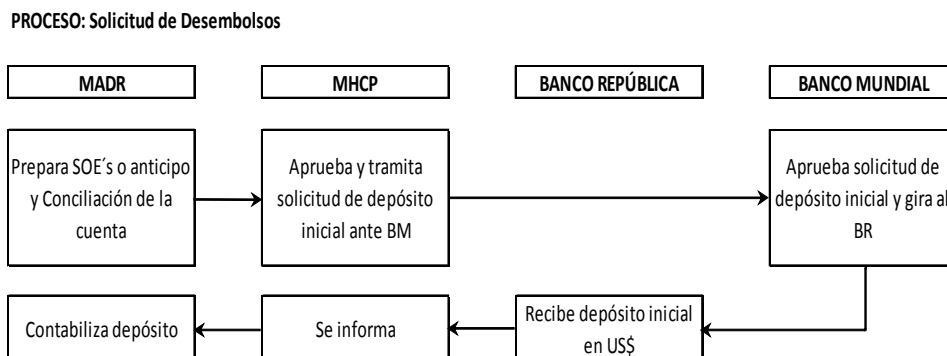 PROCESO: Solicitud de Desembolsos
MADR
MHCP
BANCO REPÚBLICA
BANCO MUNDIAL
Prepara SOE´s o anticipo
y Conciliación de la
cuenta
Aprueba y tramita
solicitud de depósito
inicial ante BM
Aprueba solicitud de
depósito inicial y gira al
BR
Contabiliza depósito
Se informa
Recibe depósito inicial
en US$